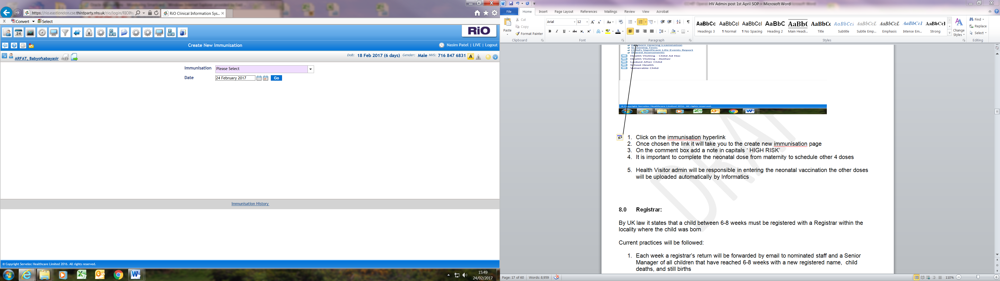 https://rio.eastlondon.cse.thirdparty.nhs.uk/rio/login/RIOIfra
RiO Clinical Information Sys...
x Convert Select
RiO
Create New Immunisation
Nasim Patel | LIVE | Logout
ARFAT, Babyofsabayasir
DoB: 18 Feb 2017 (6 days) Gender: Male NHS: 716 847 6831
Immunisation Please Select
Date 24 February 2017 Go
Immunisation History
© Copyright Servelec Healthcare Limited 2016. All rights reserved.
15:49
24/02/2017
HV Admin post 1st April SOP - Microsoft Word
File Home Insert Page Layout References Mailings Review View Acrobat
Paste
Cut
Copy
Format Painter
Clipboard
Arial 12
Font
Paragraph
AaBbCc AaBbCcI AaBbCcI AaBbC AaBb( AaBbCc AaBbCci AaBbCcL AaBbCcL AaBbCcI AaBbCcI
Headings 3 ¶ Normal ¶ No Spacing Heading 2 Main Headi... Title Subtitle Subtle Emp... Emphasis Intense Em... Strong
Styles
Change Styles
Find
Replace
Select
Editing
Newborn Hearing Examination
Screening Tests
Child's Significant Life Events Report
Shared Assessments
Health Visiting - Child Ad Hoc
Health Visiting - Mother
Looked After Child
School Health
Vulnerable Child
© Copyright Servelec Healthcare Limited 2016. All rights reserved.
1. Click on the immunisation hyperlink
2. Once chosen the link it will take you to the create new immunisation page
3. On the comment box add a note in capitals ‘ HIGH RISK’
4. It is important to complete the neonatal dose from maternity to schedule other 4 doses
5. Health Visitor admin will be responsible in entering the neonatal vaccination the other doses
will be uploaded automatically by Informatics
8.0 Registrar:
By UK law it states that a child between 6-8 weeks must be registered with a Registrar within the
locality where the child was born
Current practices will be followed:
1. Each week a registrar’s return will be forwarded by email to nominated staff and a Senior
Manager of all children that have reached 6-8 weeks with a new registered name, child
deaths, and still births
DRAF
Page: 17 of 60 Words: 8,959
110%